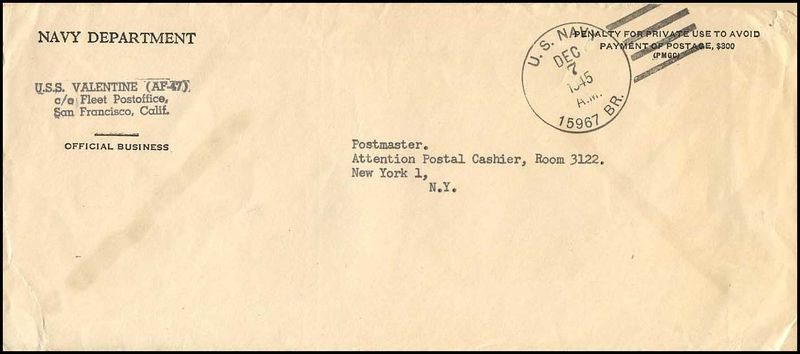 NAVY DEPARTMENT
U.S.S. VALENTINE (AF-47)
c/o Fleet Postoffice,
San Francisco, Calif.
OFFICIAL BUSINESS
U. S. NAVY
DEC
7
1945
A.M.
15967 BR.
PENALTY FOR PRIVATE USE TO AVOID
PAYMENT OF POSTAGE, $300
(PMGC)
Postmaster.
Attention Postal Cashier, Room 3122.
New York 1,
N.Y.